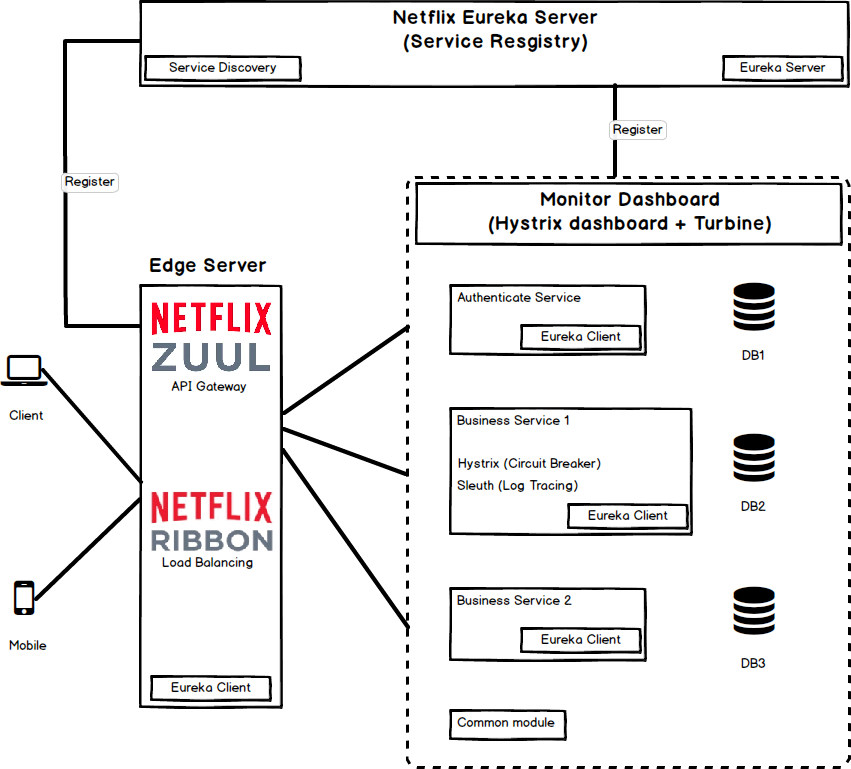 Netflix Eureka Server
(Service Resgistry)
Service Discovery
Eureka Server
Register
Register
Monitor Dashboard
(Hystrix dashboard + Turbine)
Edge Server
NETFLIX
ZUUL
API Gateway
NETFLIX
RIBBON
Load Balancing
Eureka Client
Client
Mobile
Authenticate Service
Eureka Client
DB1
Business Service 1
Hystrix (Circuit Breaker)
Sleuth (Log Tracing)
Eureka Client
DB2
Business Service 2
Eureka Client
DB3
Common module